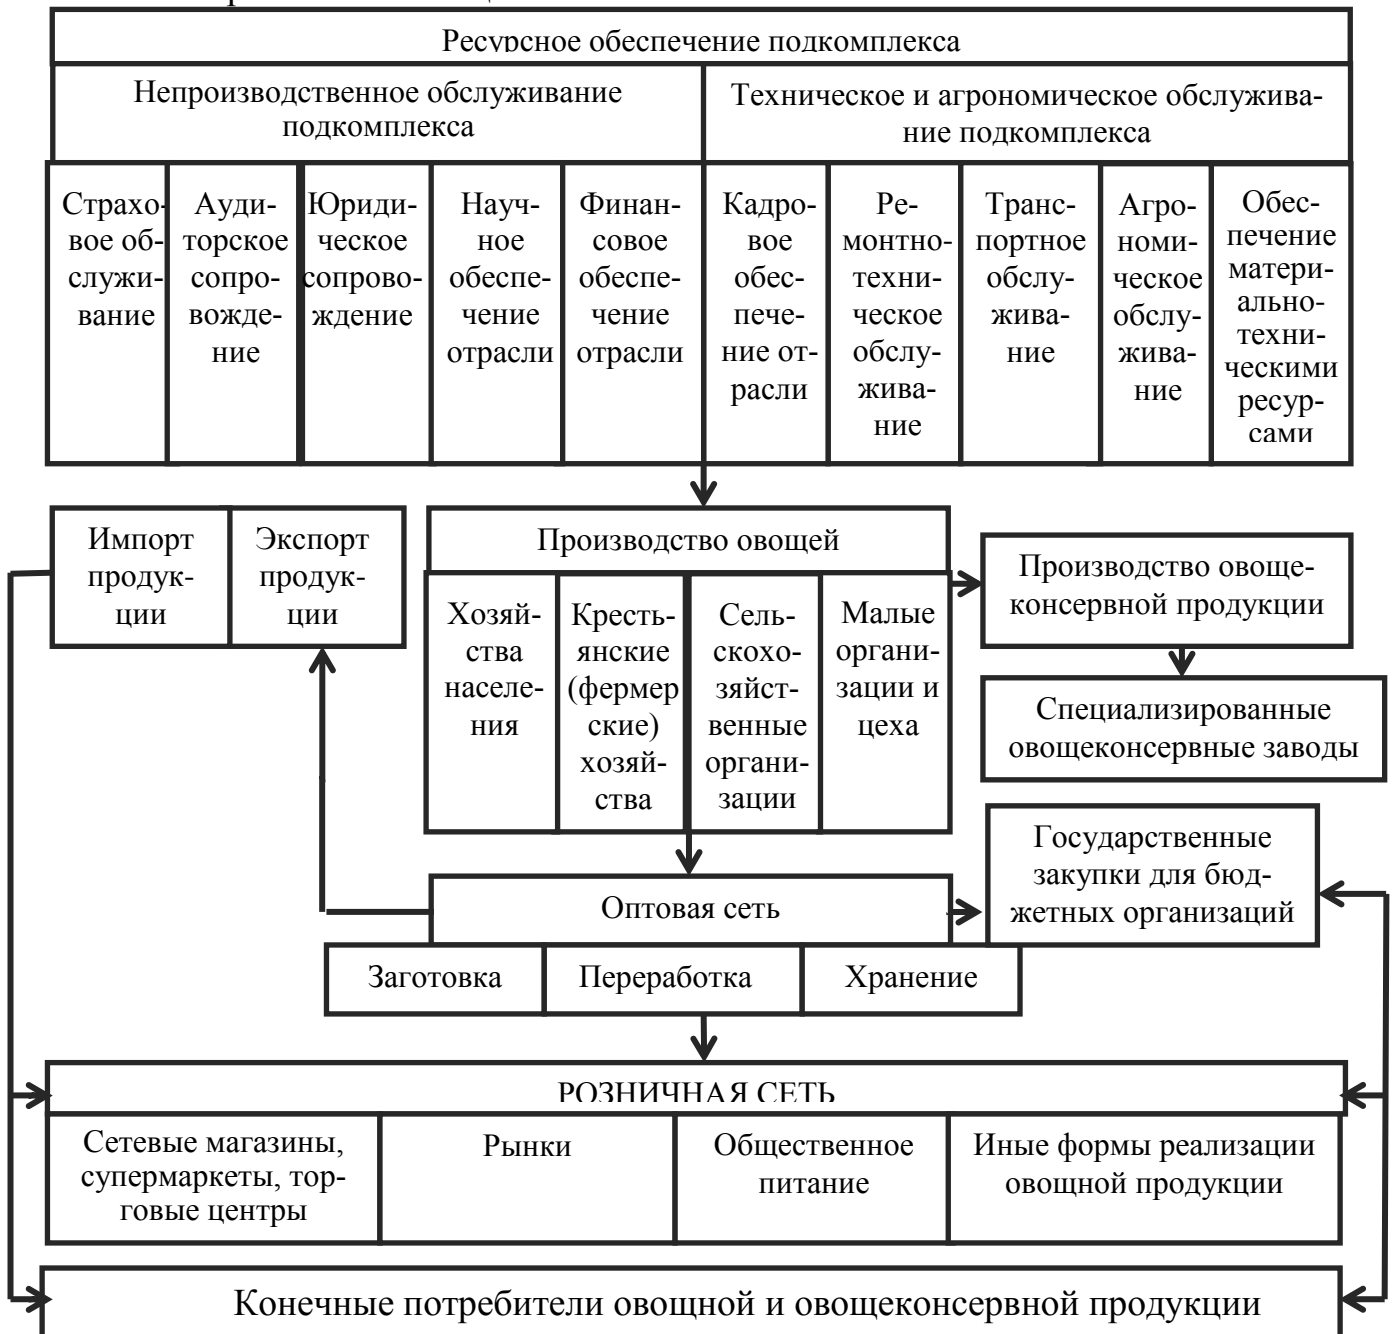 Ресурсное обеспечение подкомплекса
Непроизводственное обслуживание
подкомплекса
Техническое и агрономическое обслужива-
ние подкомплекса
Страхо-
вое об-
служи-
вание
Ауди-
торское
сопро-
вожде-
ние
Юриди-
ческое
сопрово-
ждение
Науч-
ное
обеспе-
чение
отрасли
Финан-
совое
обеспе-
чение
отрасли
Кадро-
вое
обес-
пече-
ние от-
расли
Ре-
монтно-
техни-
ческое
обслу-
жива-
ние
Транс-
портное
обслу-
жива-
ние
Агро-
номи-
ческое
обслу-
жива-
ние
Обес-
печение
матери-
ально-
техни-
ческими
ресур-
сами
Импорт
продук-
ции
Экспорт
продук-
ции
Производство овощей
Хозяй-
ства
населе-
ния
Кресть-
янские
(фермер
ские)
хозяй-
ства
Сель-
скохо-
зяйст-
венные
органи-
зации
Малые
органи-
зации и
цеха
Производство овоще-
консервной продукции
Специализированные
овощеконсервные заводы
Государственные
закупки для бюд-
жетных организаций
Оптовая сеть
Заготовка
Переработка
Хранение
РОЗНИЧНАЯ СЕТЬ
Сетевые магазины,
супермаркеты, тор-
говые центры
Рынки
Общественное
питание
Иные формы реализации
овощной продукции
Конечные потребители овощной и овощеконсервной продукции